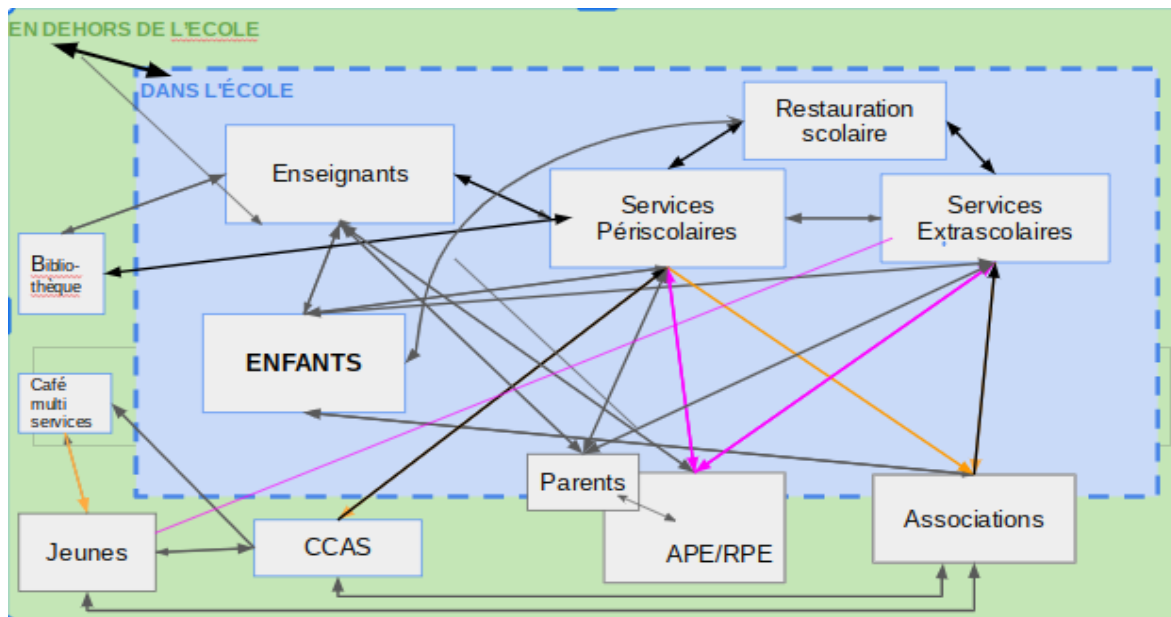 EN DEHORS DE L'ECOLE
DANS L'ÉCOLE
Restauration
scolaire
Enseignants
Services
Périscolaires
Services
Extrascolaires
Biblio-
thèque
ENFANTS
Café
multi
services
Parents
APE/RPE
Associations
Jeunes
CCAS